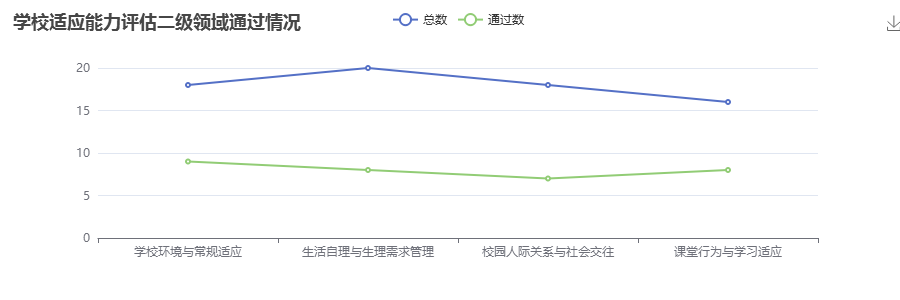 学校适应能力评估二级领域通过情况
总数
通过数
20
15
10
5
0
学校环境与常规适应
生活自理与生理需求管理
校园人际关系与社会交往
课堂行为与学习适应